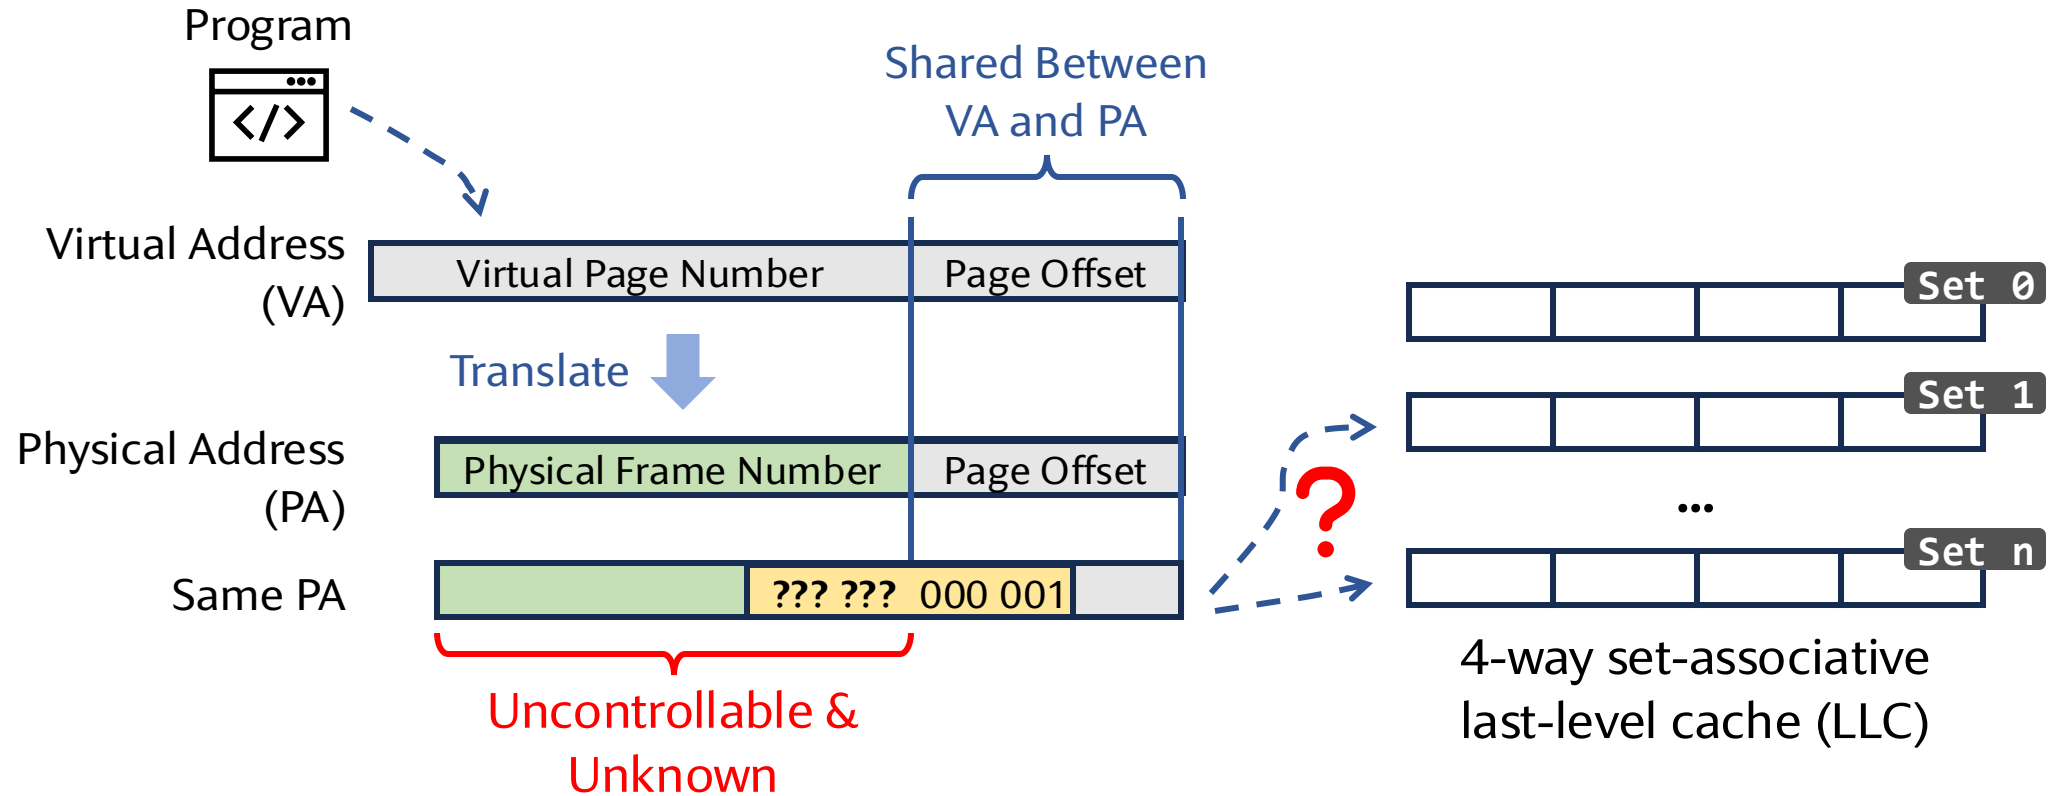 Program
</>
Shared Between
VA and PA
Virtual Address
(VA)
Virtual Page Number
Page Offset
Translate
Physical Address
(PA)
Physical Frame Number
Page Offset
Same PA
??? ??? 000 001
Uncontrollable &
Unknown
?
Set 0
Set 1
...
Set n
4-way set-associative
last-level cache (LLC)